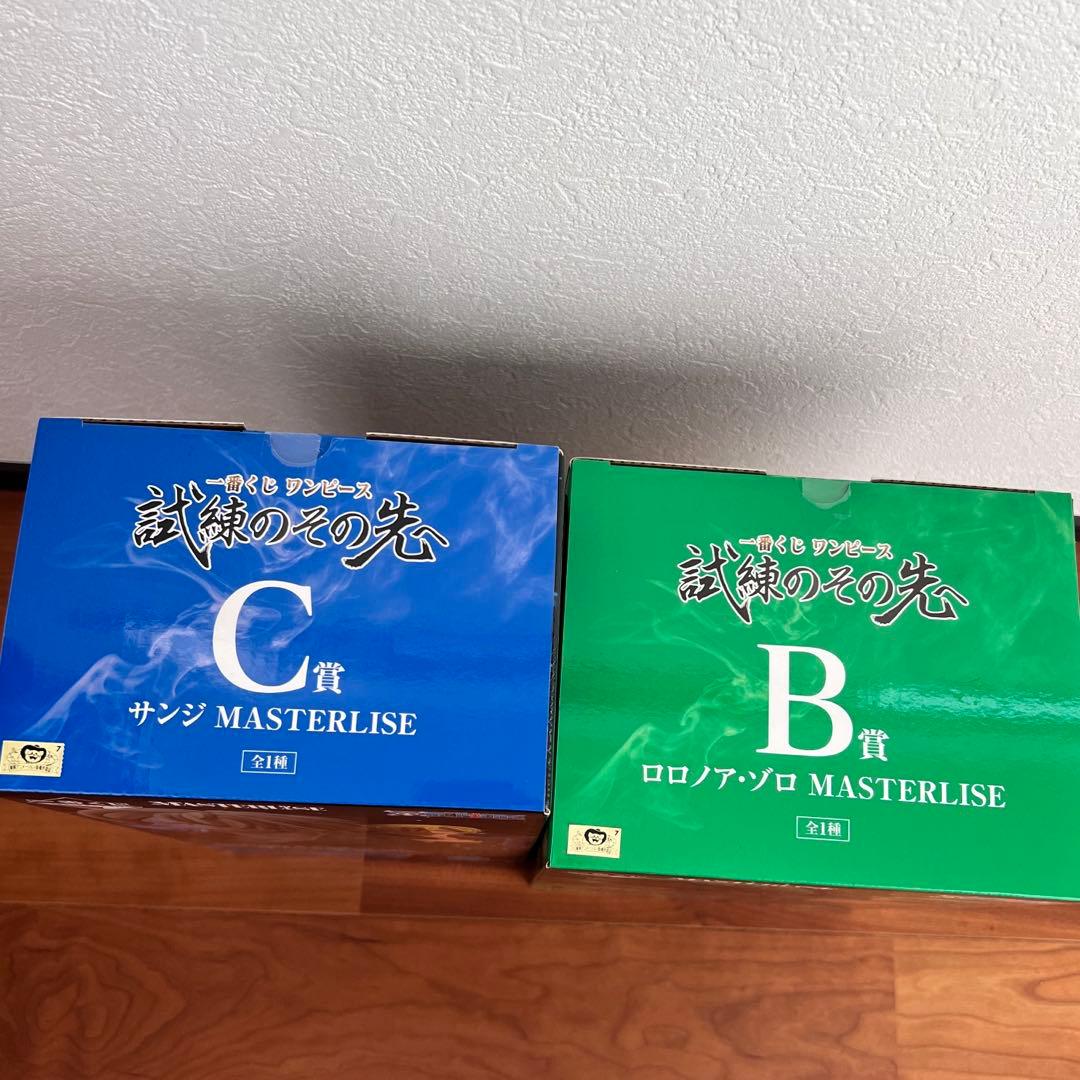 一番くじ ワンピース
試練のその先
C賞
サンジ MASTERLISE
全1種
7
一番くじ ワンピース
試練のその先
B賞
ロロノア・ゾロ MASTERLISE
全1種
7